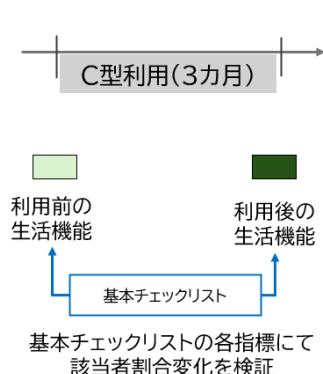 C型利用(3カ月)
利用前の
生活機能
利用後の
生活機能
基本チェックリスト
基本チェックリストの各指標にて
該当者割合変化を検証